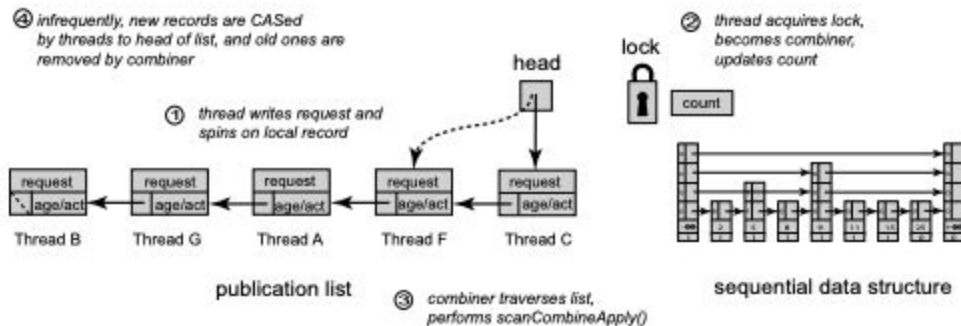 ④ infrequently, new records are CASed
by threads to head of list, and old ones are
removed by combiner
② thread acquires lock,
becomes combiner,
updates count
lock
head
count
① thread writes request and
spins on local record
request
request
request
request
request
age/act
age/act
age/act
age/act
age/act
Thread B
Thread G
Thread A
Thread F
Thread C
publication list
sequential data structure
③ combiner traverses list,
performs scanCombineApply()